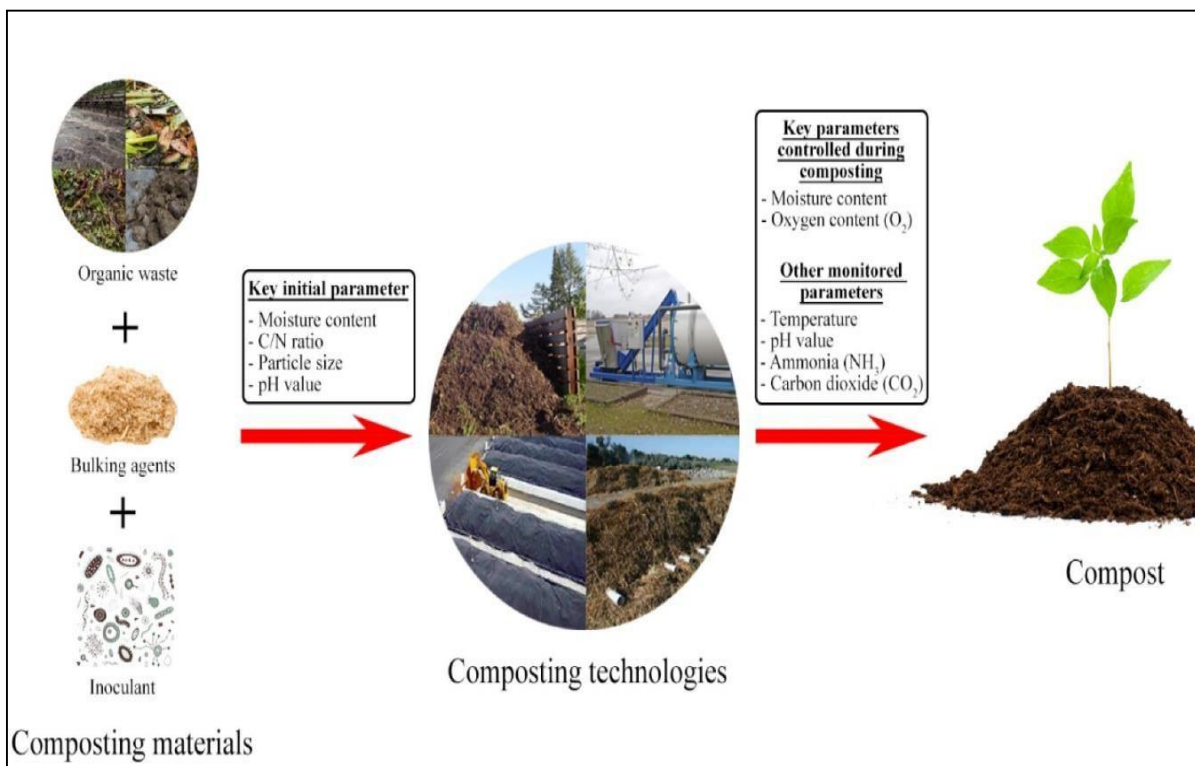 Organic waste
+
Bulking agents
+
Inoculant
Composting materials
Key initial parameter
- Moisture content
- C/N ratio
- Particle size
- pH value
Composting technologies
Key parameters
controlled during
composting
- Moisture content
- Oxygen content (O₂)
Other monitored
parameters
- Temperature
- pH value
- Ammonia (NH₃)
- Carbon dioxide (CO₂)
Compost